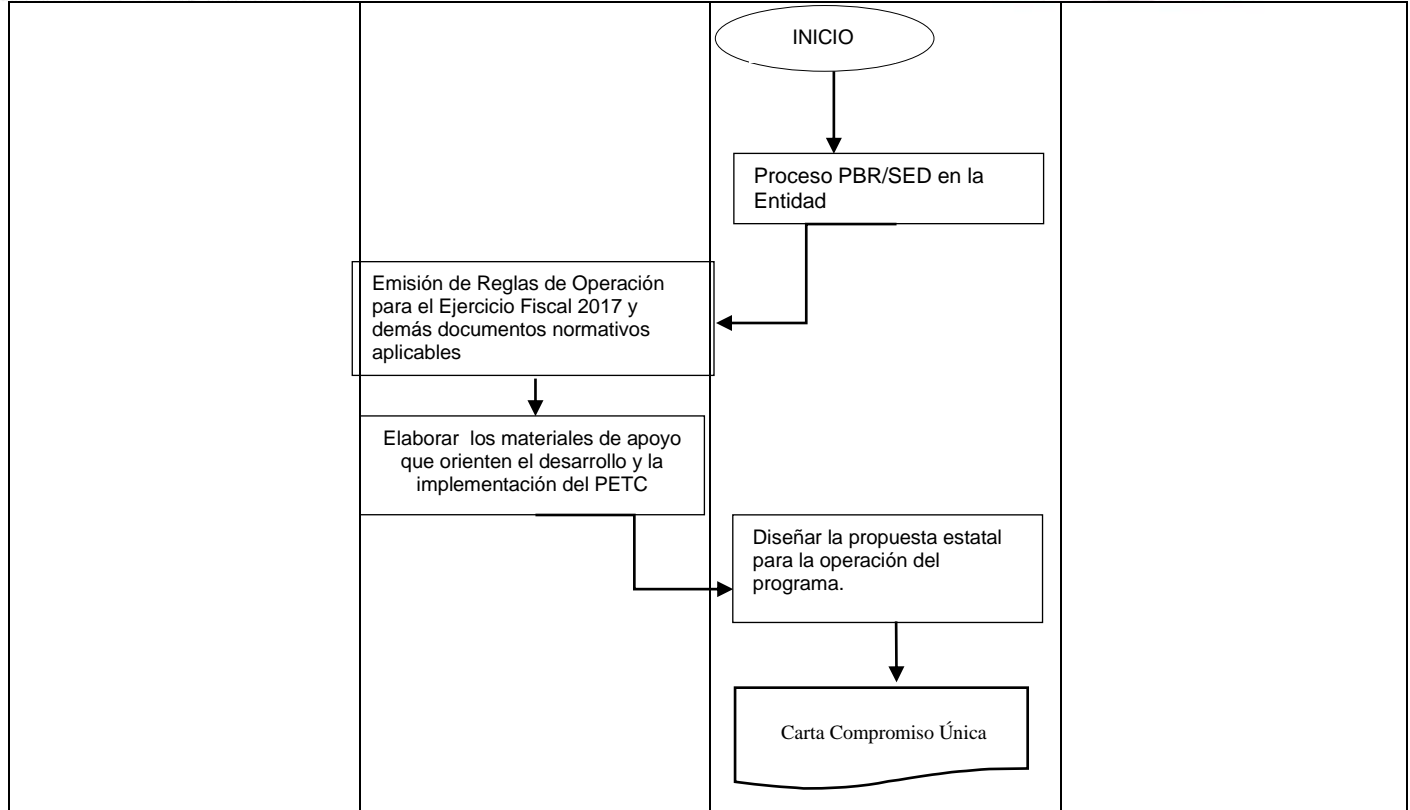 INICIO
Proceso PBR/SED en la
Entidad
Emisión de Reglas de Operación
para el Ejercicio Fiscal 2017 y
demás documentos normativos
aplicables
Elaborar los materiales de apoyo
que orienten el desarrollo y la
implementación del PETC
Diseñar la propuesta estatal
para la operación del
programa.
Carta Compromiso Única